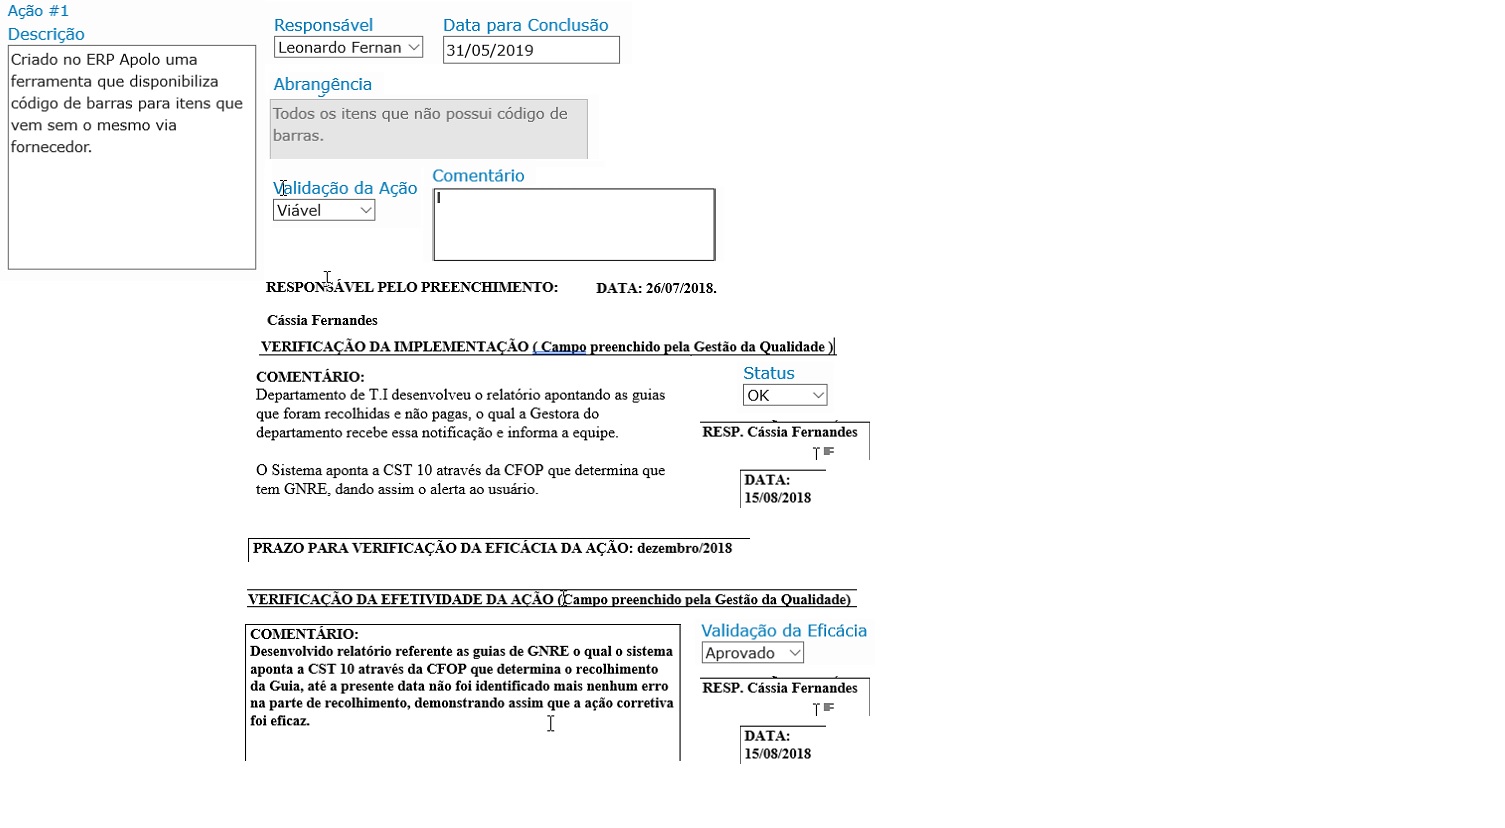 Ação #1
Descrição
Criado no ERP Apolo uma
ferramenta que disponibiliza
código de barras para itens que
vem sem o mesmo via
fornecedor.
Responsável
Leonardo Fernan
Data para Conclusão
31/05/2019
Abrangência
Todos os itens que não possui código de
barras.
Validação da Ação
Viável
Comentário
RESPONSÁVEL PELO PREENCHIMENTO:
DATA: 26/07/2018.
Cássia Fernandes
VERIFICAÇÃO DA IMPLEMENTAÇÃO ( Campo preenchido pela Gestão da Qualidade )
COMENTÁRIO:
Departamento de T.I desenvolveu o relatório apontando as guias
que foram recolhidas e não pagas, o qual a Gestora do
departamento recebe essa notificação e informa a equipe.
O Sistema aponta a CST 10 através da CFOP que determina que
tem GNRE, dando assim o alerta ao usuário.
Status
OK
RESP. Cássia Fernandes
DATA:
15/08/2018
PRAZO PARA VERIFICAÇÃO DA EFICÁCIA DA AÇÃO: dezembro/2018
VERIFICAÇÃO DA EFETIVIDADE DA AÇÃO (Campo preenchido pela Gestão da Qualidade)
COMENTÁRIO:
Desenvolvido relatório referente as guias de GNRE o qual o sistema
aponta a CST 10 através da CFOP que determina o recolhimento
da Guia, até a presente data não foi identificado mais nenhum erro
na parte de recolhimento, demonstrando assim que a ação corretiva
foi eficaz.
Validação da Eficácia
Aprovado
RESP. Cássia Fernandes
DATA:
15/08/2018